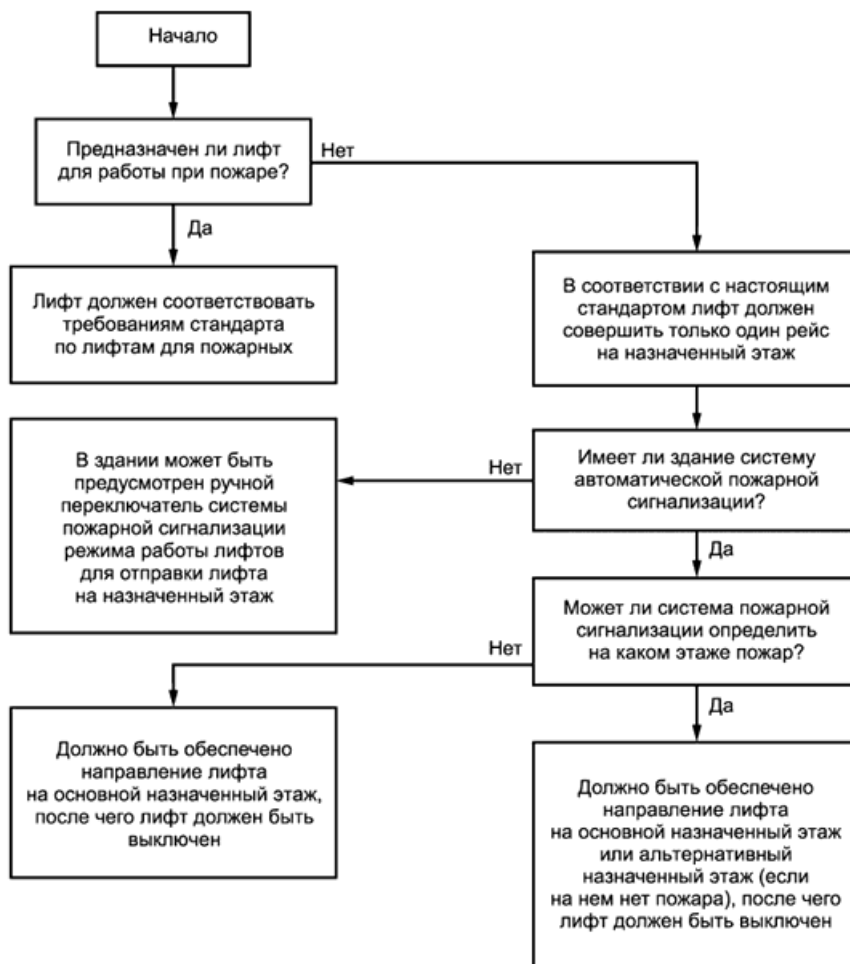 Начало
Предназначен ли лифт
для работы при пожаре?
Нет
Да
Лифт должен соответствовать
требованиям стандарта
по лифтам для пожарных
В соответствии с настоящим
стандартом лифт должен
совершить только один рейс
на назначенный этаж
Имеет ли здание систему
автоматической пожарной
сигнализации?
Нет
В здании может быть
предусмотрен ручной
переключатель системы
пожарной сигнализации
режима работы лифтов
для отправки лифта
на назначенный этаж
Да
Может ли система пожарной
сигнализации определить
на каком этаже пожар?
Нет
Должно быть обеспечено
направление лифта
на основной назначенный этаж,
после чего лифт должен быть
выключен
Да
Должно быть обеспечено
направление лифта
на основной назначенный этаж
или альтернативный
назначенный этаж (если
на нем нет пожара), после чего
лифт должен быть выключен